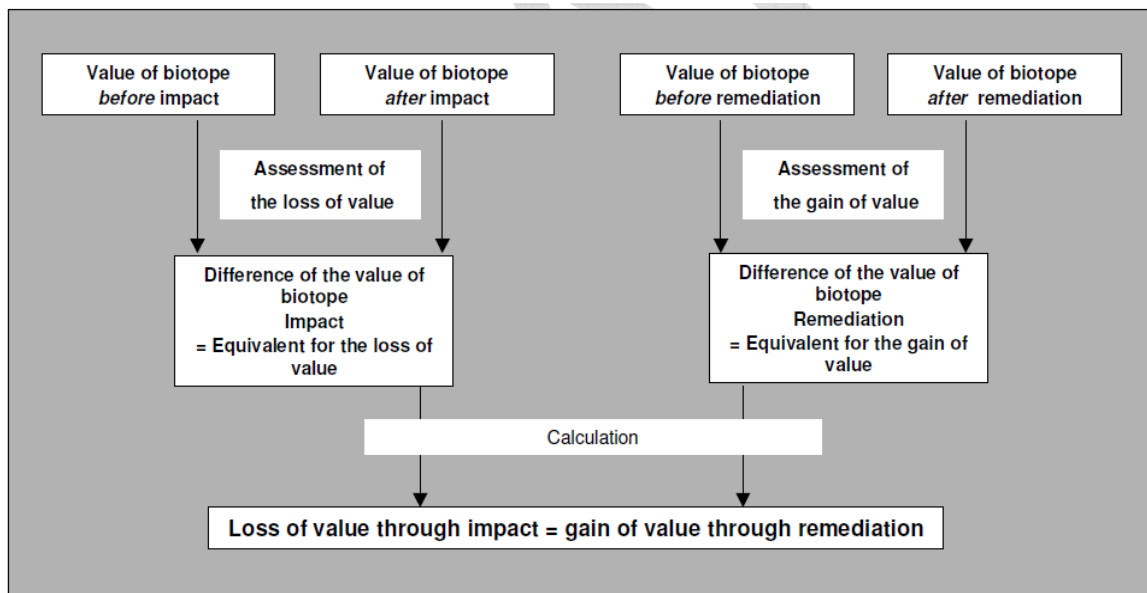 Value of biotope
before impact
Value of biotope
after impact
Value of biotope
before remediation
Value of biotope
after remediation
Assessment of
the loss of value
Assessment of
the gain of value
Difference of the value of
biotope
Impact
= Equivalent for the loss of
value
Difference of the value of
biotope
Remediation
= Equivalent for the gain of
value
Calculation
Loss of value through impact = gain of value through remediation